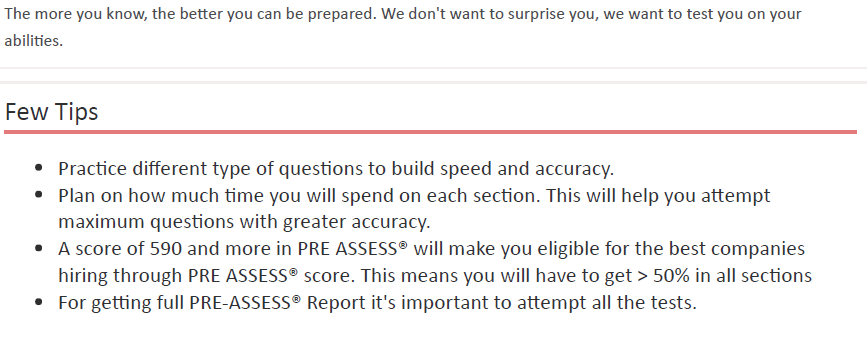 The more you know, the better you can be prepared. We don't want to surprise you, we want to test you on your
abilities.
Few Tips
• Practice different type of questions to build speed and accuracy.
• Plan on how much time you will spend on each section. This will help you attempt
maximum questions with greater accuracy.
• A score of 590 and more in PRE ASSESS® will make you eligible for the best companies
hiring through PRE ASSESS® score. This means you will have to get > 50% in all sections
• For getting full PRE-ASSESS® Report it's important to attempt all the tests.